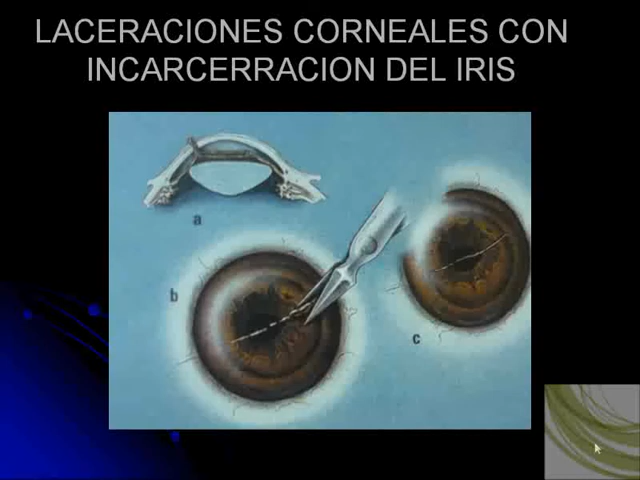 LACERACIONES CORNEALES CON
INCARCERRACION DEL IRIS
a
b
c